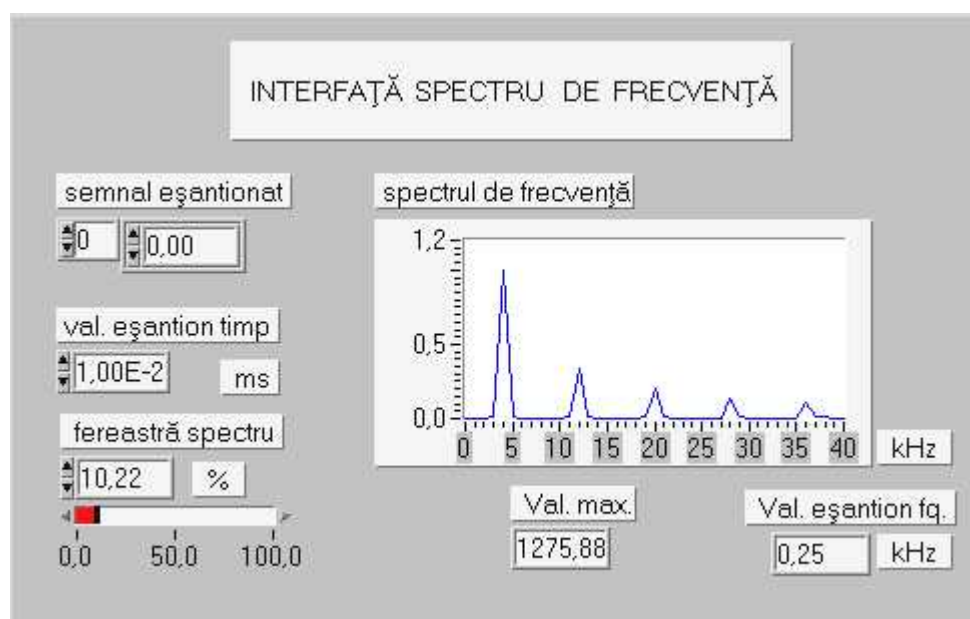 INTERFAŢĂ SPECTRU DE FRECVENŢĂ
semnal eşantionat
0 0,00
val. eşantion timp
1,00E-2 ms
fereastră spectru
10,22 %
0,0 50,0 100,0
spectrul de frecvenţă
1,2
0,5
0,0
0 5 10 15 20 25 30 35 40 kHz
Val. max.
1275,88
Val. eşantion fq.
0,25 kHz